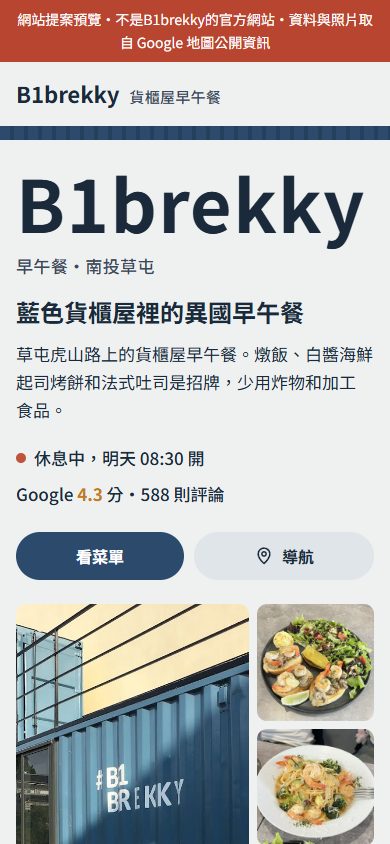 網站提案預覽・不是B1brekky的官方網站・資料與照片取
自 Google 地圖公開資訊
B1brekky 貨櫃屋早午餐
B1brekky
早午餐・南投草屯
藍色貨櫃屋裡的異國早午餐
草屯虎山路上的貨櫃屋早午餐。燉飯、白醬海鮮
起司烤餅和法式吐司是招牌，少用炸物和加工
食品。
休息中，明天 08:30 開
Google 4.3 分・588 則評論
看菜單
導航
#B1
BREKKY